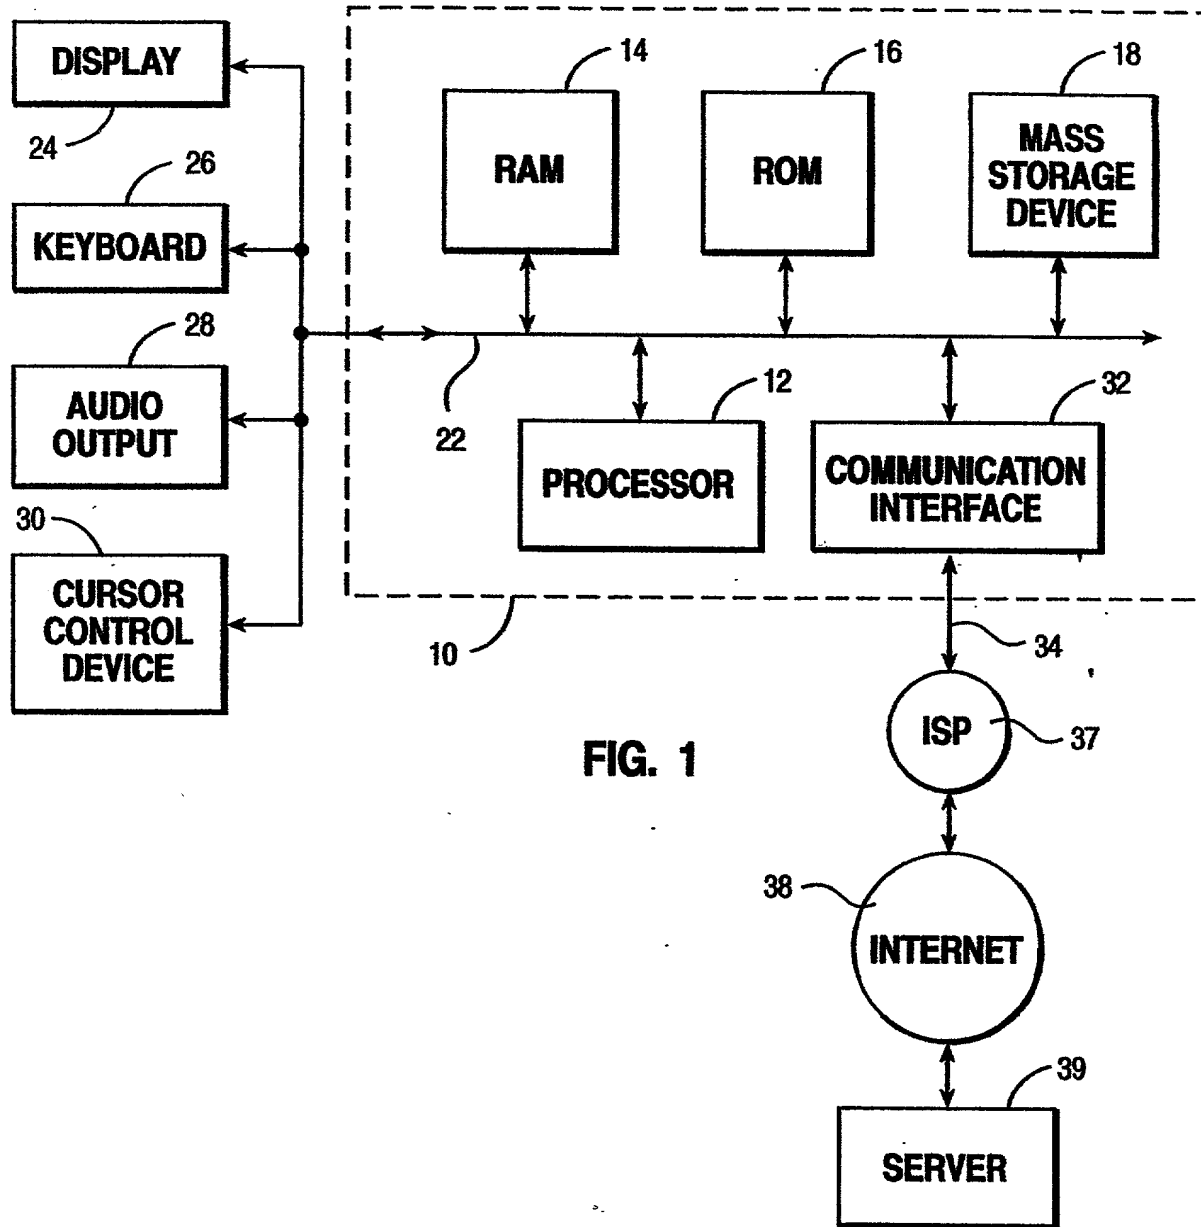 DISPLAY
24
26
KEYBOARD
28
AUDIO
OUTPUT
30
CURSOR
CONTROL
DEVICE
14
RAM
16
ROM
18
MASS
STORAGE
DEVICE
22
12
PROCESSOR
32
COMMUNICATION
INTERFACE
10
34
ISP
37
FIG. 1
38
INTERNET
39
SERVER